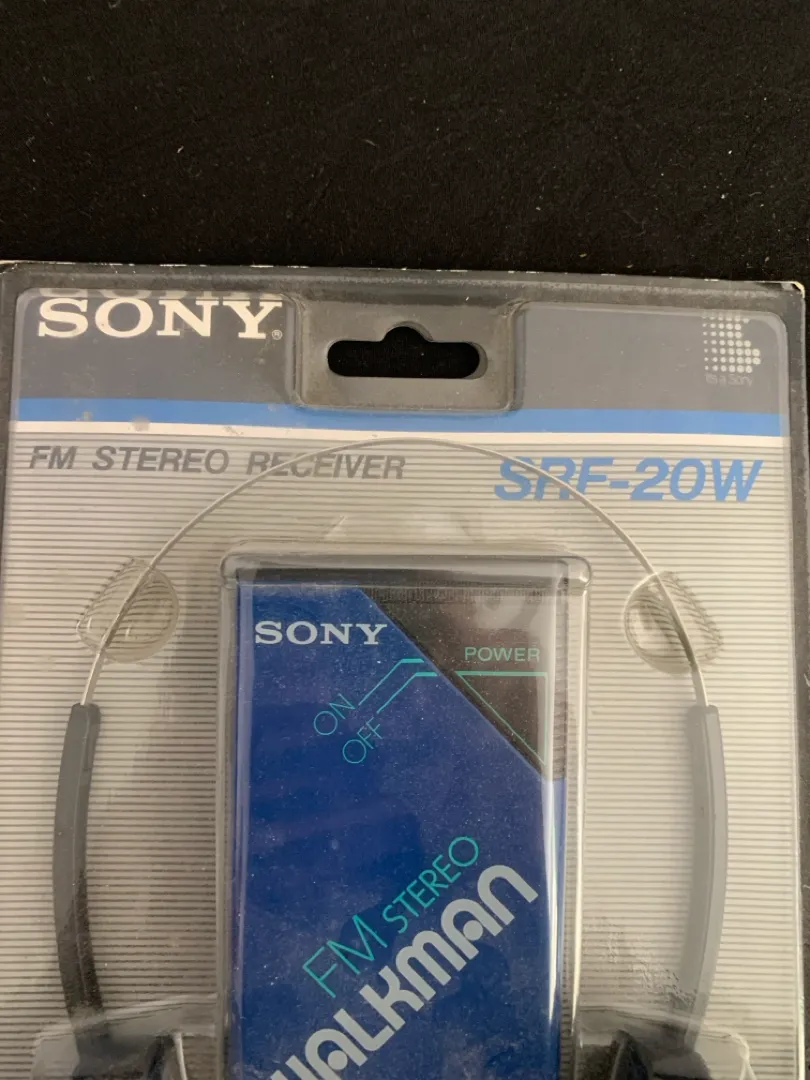 SONY®
It's a Sony
FM STEREO RECEIVER
SRF-20W
SONY
POWER
ON
OFF
FM STEREO
WALKMAN